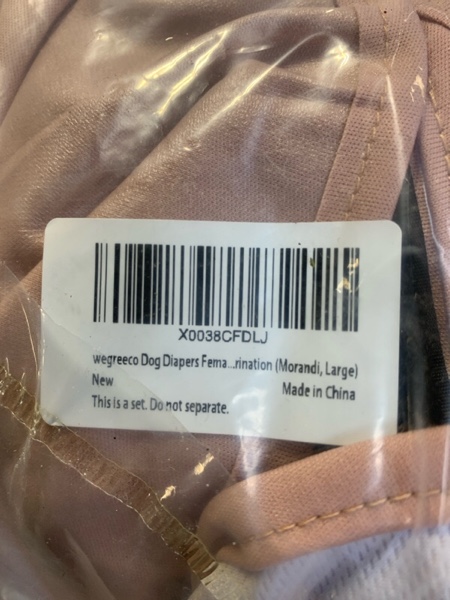 X0038CFDLJ
wegreeco Dog Diapers Fema...rination (Morandi, Large)
New
Made in China
This is a set. Do not separate.